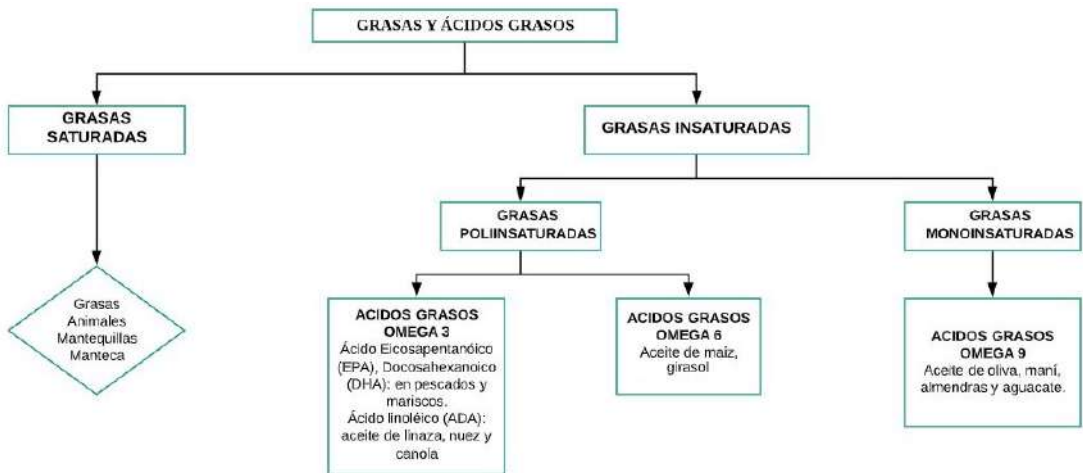 GRASAS Y ÁCIDOS GRASOS
GRASAS
SATURADAS
GRASAS INSATURADAS
GRASAS
POLIINSATURADAS
GRASAS
MONOINSATURADAS
Grasas
Animales
Mantequillas
Manteca
ACIDOS GRASOS
OMEGA 3
Ácido Eicosapentanóico
(EPA), Docosahexanoico
(DHA): en pescados y
mariscos.
Ácido linoléico (ADA):
aceite de linaza, nuez y
canola
ACIDOS GRASOS
OMEGA 6
Aceite de maiz,
girasol
ACIDOS GRASOS
OMEGA 9
Aceite de oliva, maní,
almendras y aguacate.